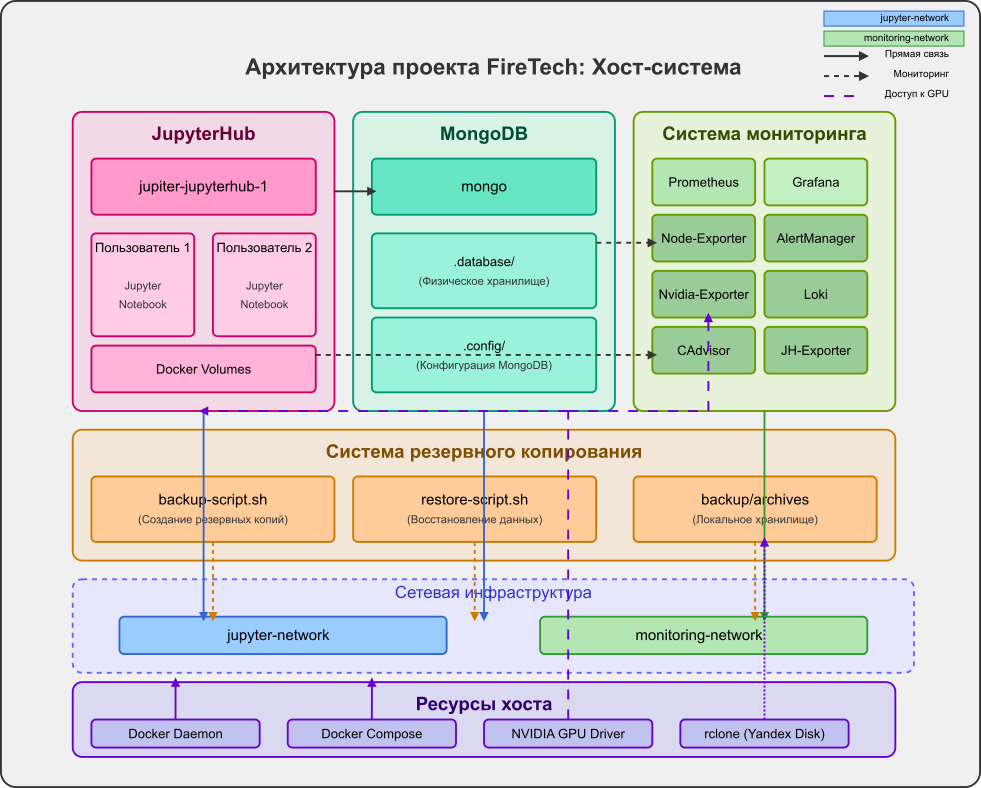 jupyter-network
monitoring-network
Прямая связь
Мониторинг
Доступ к GPU
Архитектура проекта FireTech: Хост-система
JupyterHub
jupiter-jupyterhub-1
Пользователь 1
Jupyter
Notebook
Пользователь 2
Jupyter
Notebook
Docker Volumes
MongoDB
mongo
.database/
(Физическое хранилище)
.config/
(Конфигурация MongoDB)
Система мониторинга
Prometheus
Grafana
Node-Exporter
AlertManager
Nvidia-Exporter
Loki
CAdvisor
JH-Exporter
Система резервного копирования
backup-script.sh
(Создание резервных копий)
restore-script.sh
(Восстановление данных)
backup/archives
(Локальное хранилище)
Сетевая инфраструктура
jupyter-network
monitoring-network
Ресурсы хоста
Docker Daemon
Docker Compose
NVIDIA GPU Driver
rclone (Yandex Disk)